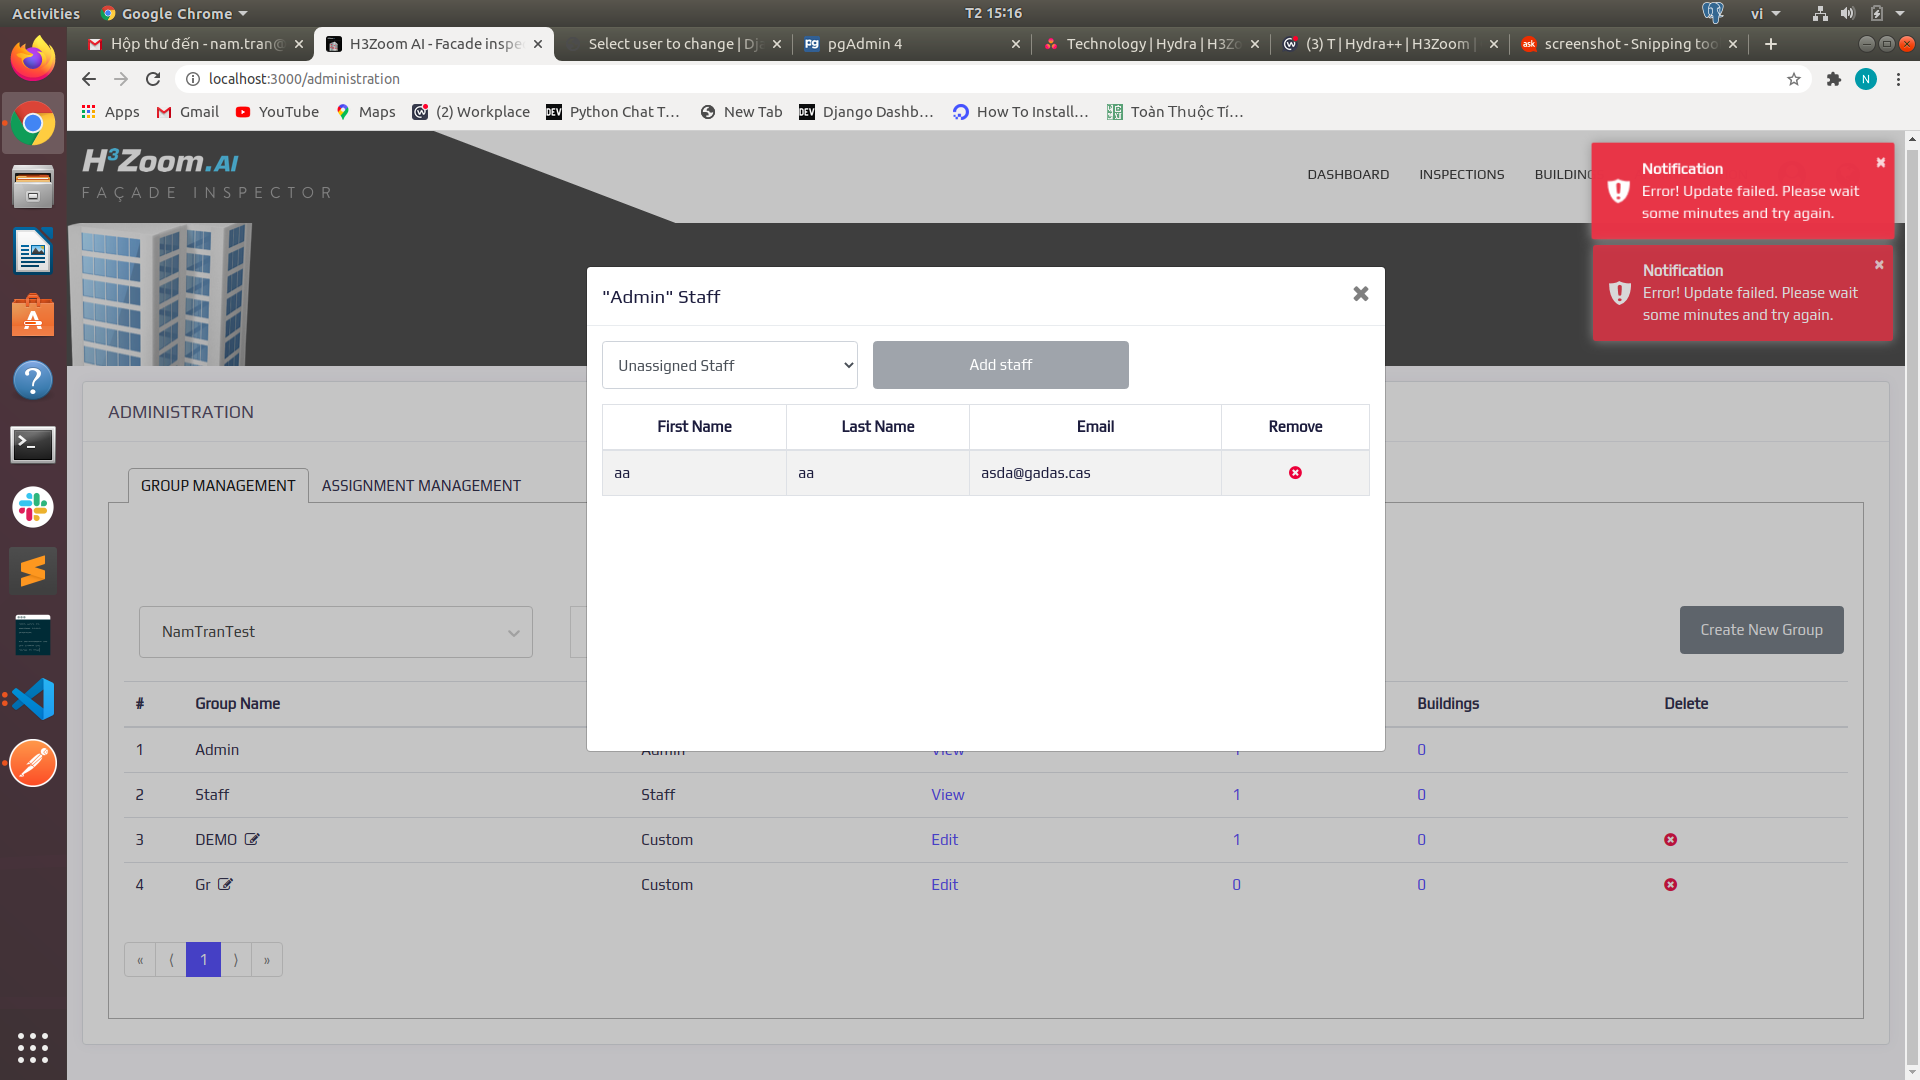 Activities
Google Chrome
T2 15:16
vi
Hộp thư đến - nam.tran@
H3Zoom AI - Facade inspe
Select user to change | Dj
pgAdmin 4
Technology | Hydra | H3Zo
(3) T | Hydra++ | H3Zoom |
screenshot - Snipping too
localhost:3000/administration
N
Apps
Gmail
YouTube
Maps
(2) Workplace
Python Chat T...
New Tab
Django Dashb...
How To Install...
Toàn Thuộc Tí...
H3Zoom.AI
FAÇADE INSPECTOR
DASHBOARD
INSPECTIONS
BUILDING
Notification
Error! Update failed. Please wait
some minutes and try again.
Notification
Error! Update failed. Please wait
some minutes and try again.
"Admin" Staff
Unassigned Staff
Add staff
First Name Last Name Email Remove
aa aa asda@gadas.cas
ADMINISTRATION
GROUP MANAGEMENT
ASSIGNMENT MANAGEMENT
NamTranTest
Create New Group
# Group Name Buildings Delete
1 Admin Admin View 1 0
2 Staff Staff View 1 0
3 DEMO Custom Edit 1 0
4 Gr Custom Edit 0 0
« ⟨ 1 ⟩ »